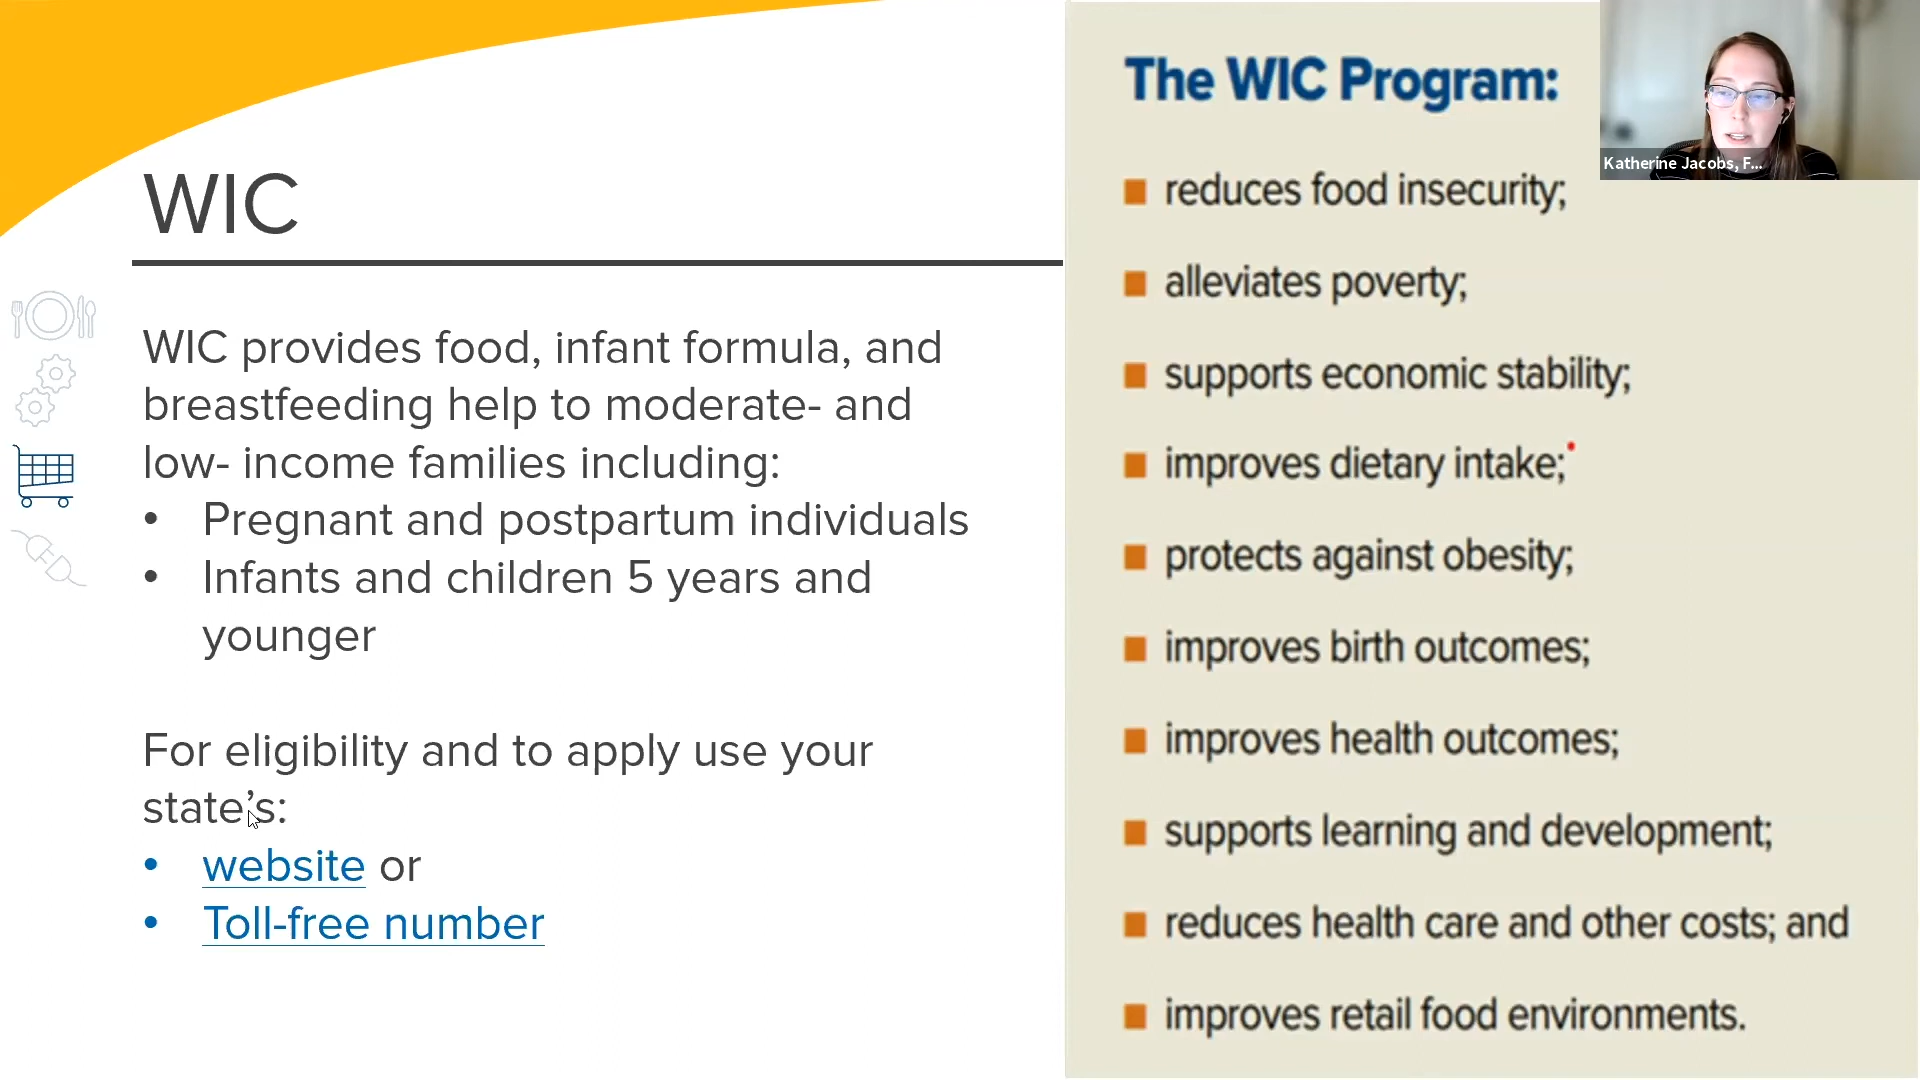 WIC
WIC provides food, infant formula, and
breastfeeding help to moderate- and
low- income families including:
• Pregnant and postpartum individuals
• Infants and children 5 years and
younger
For eligibility and to apply use your
state's:
• website or
• Toll-free number
The WIC Program:
■ reduces food insecurity;
■ alleviates poverty;
■ supports economic stability;
■ improves dietary intake;
■ protects against obesity;
■ improves birth outcomes;
■ improves health outcomes;
■ supports learning and development;
■ reduces health care and other costs; and
■ improves retail food environments.
Katherine Jacobs, F...